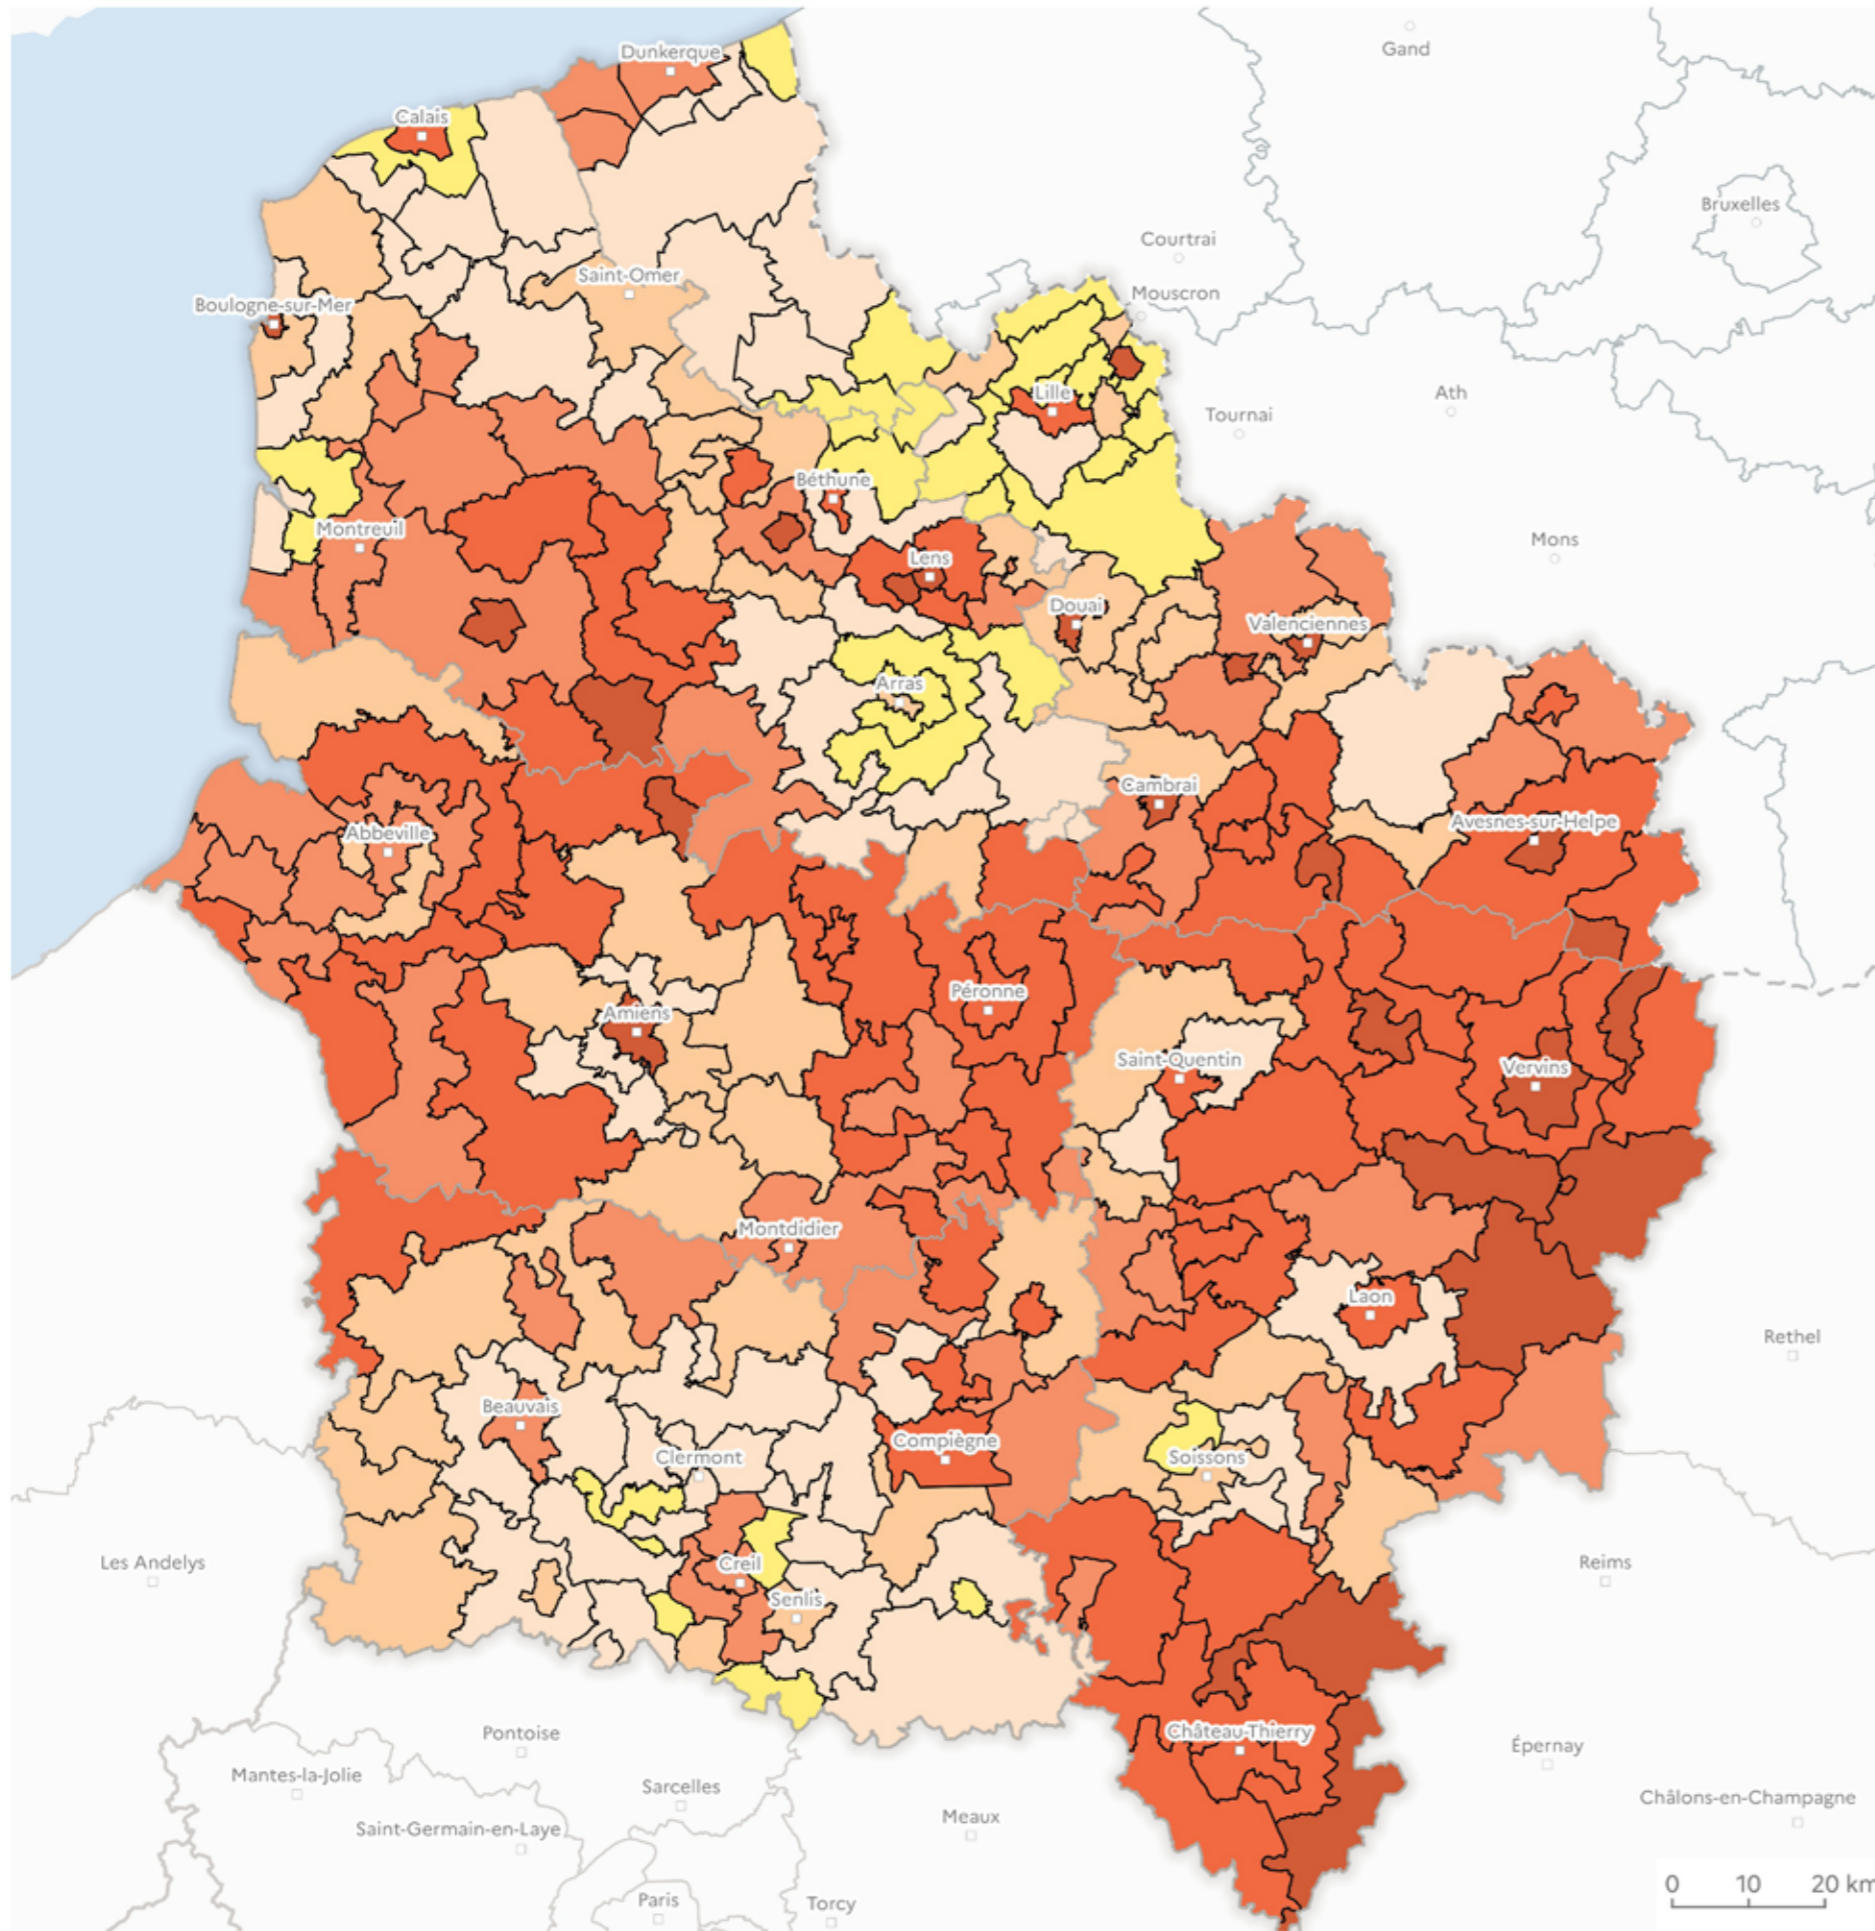 Gand
Dunkerque
Calais
Bruxelles
Courtrai
Saint-Omer
Mouscron
Boulogne-sur-Mer
Lille
Ath
Tournai
Béthune
Montreuil
Mons
Lens
Douai
Valenciennes
Arras
Cambrai
Abbeville
Avesnes-sur-Helpe
Péronne
Amiens
Saint-Quentin
Vervins
Montdidier
Laon
Rethel
Beauvais
Compiègne
Clermont
Soissons
Les Andelys
Creil
Reims
Senlis
Pontoise
Château-Thierry
Épernay
Mantes-la-Jolie
Sarcelles
Châlons-en-Champagne
Meaux
Saint-Germain-en-Laye
Paris
Torcy
0 10 20 km